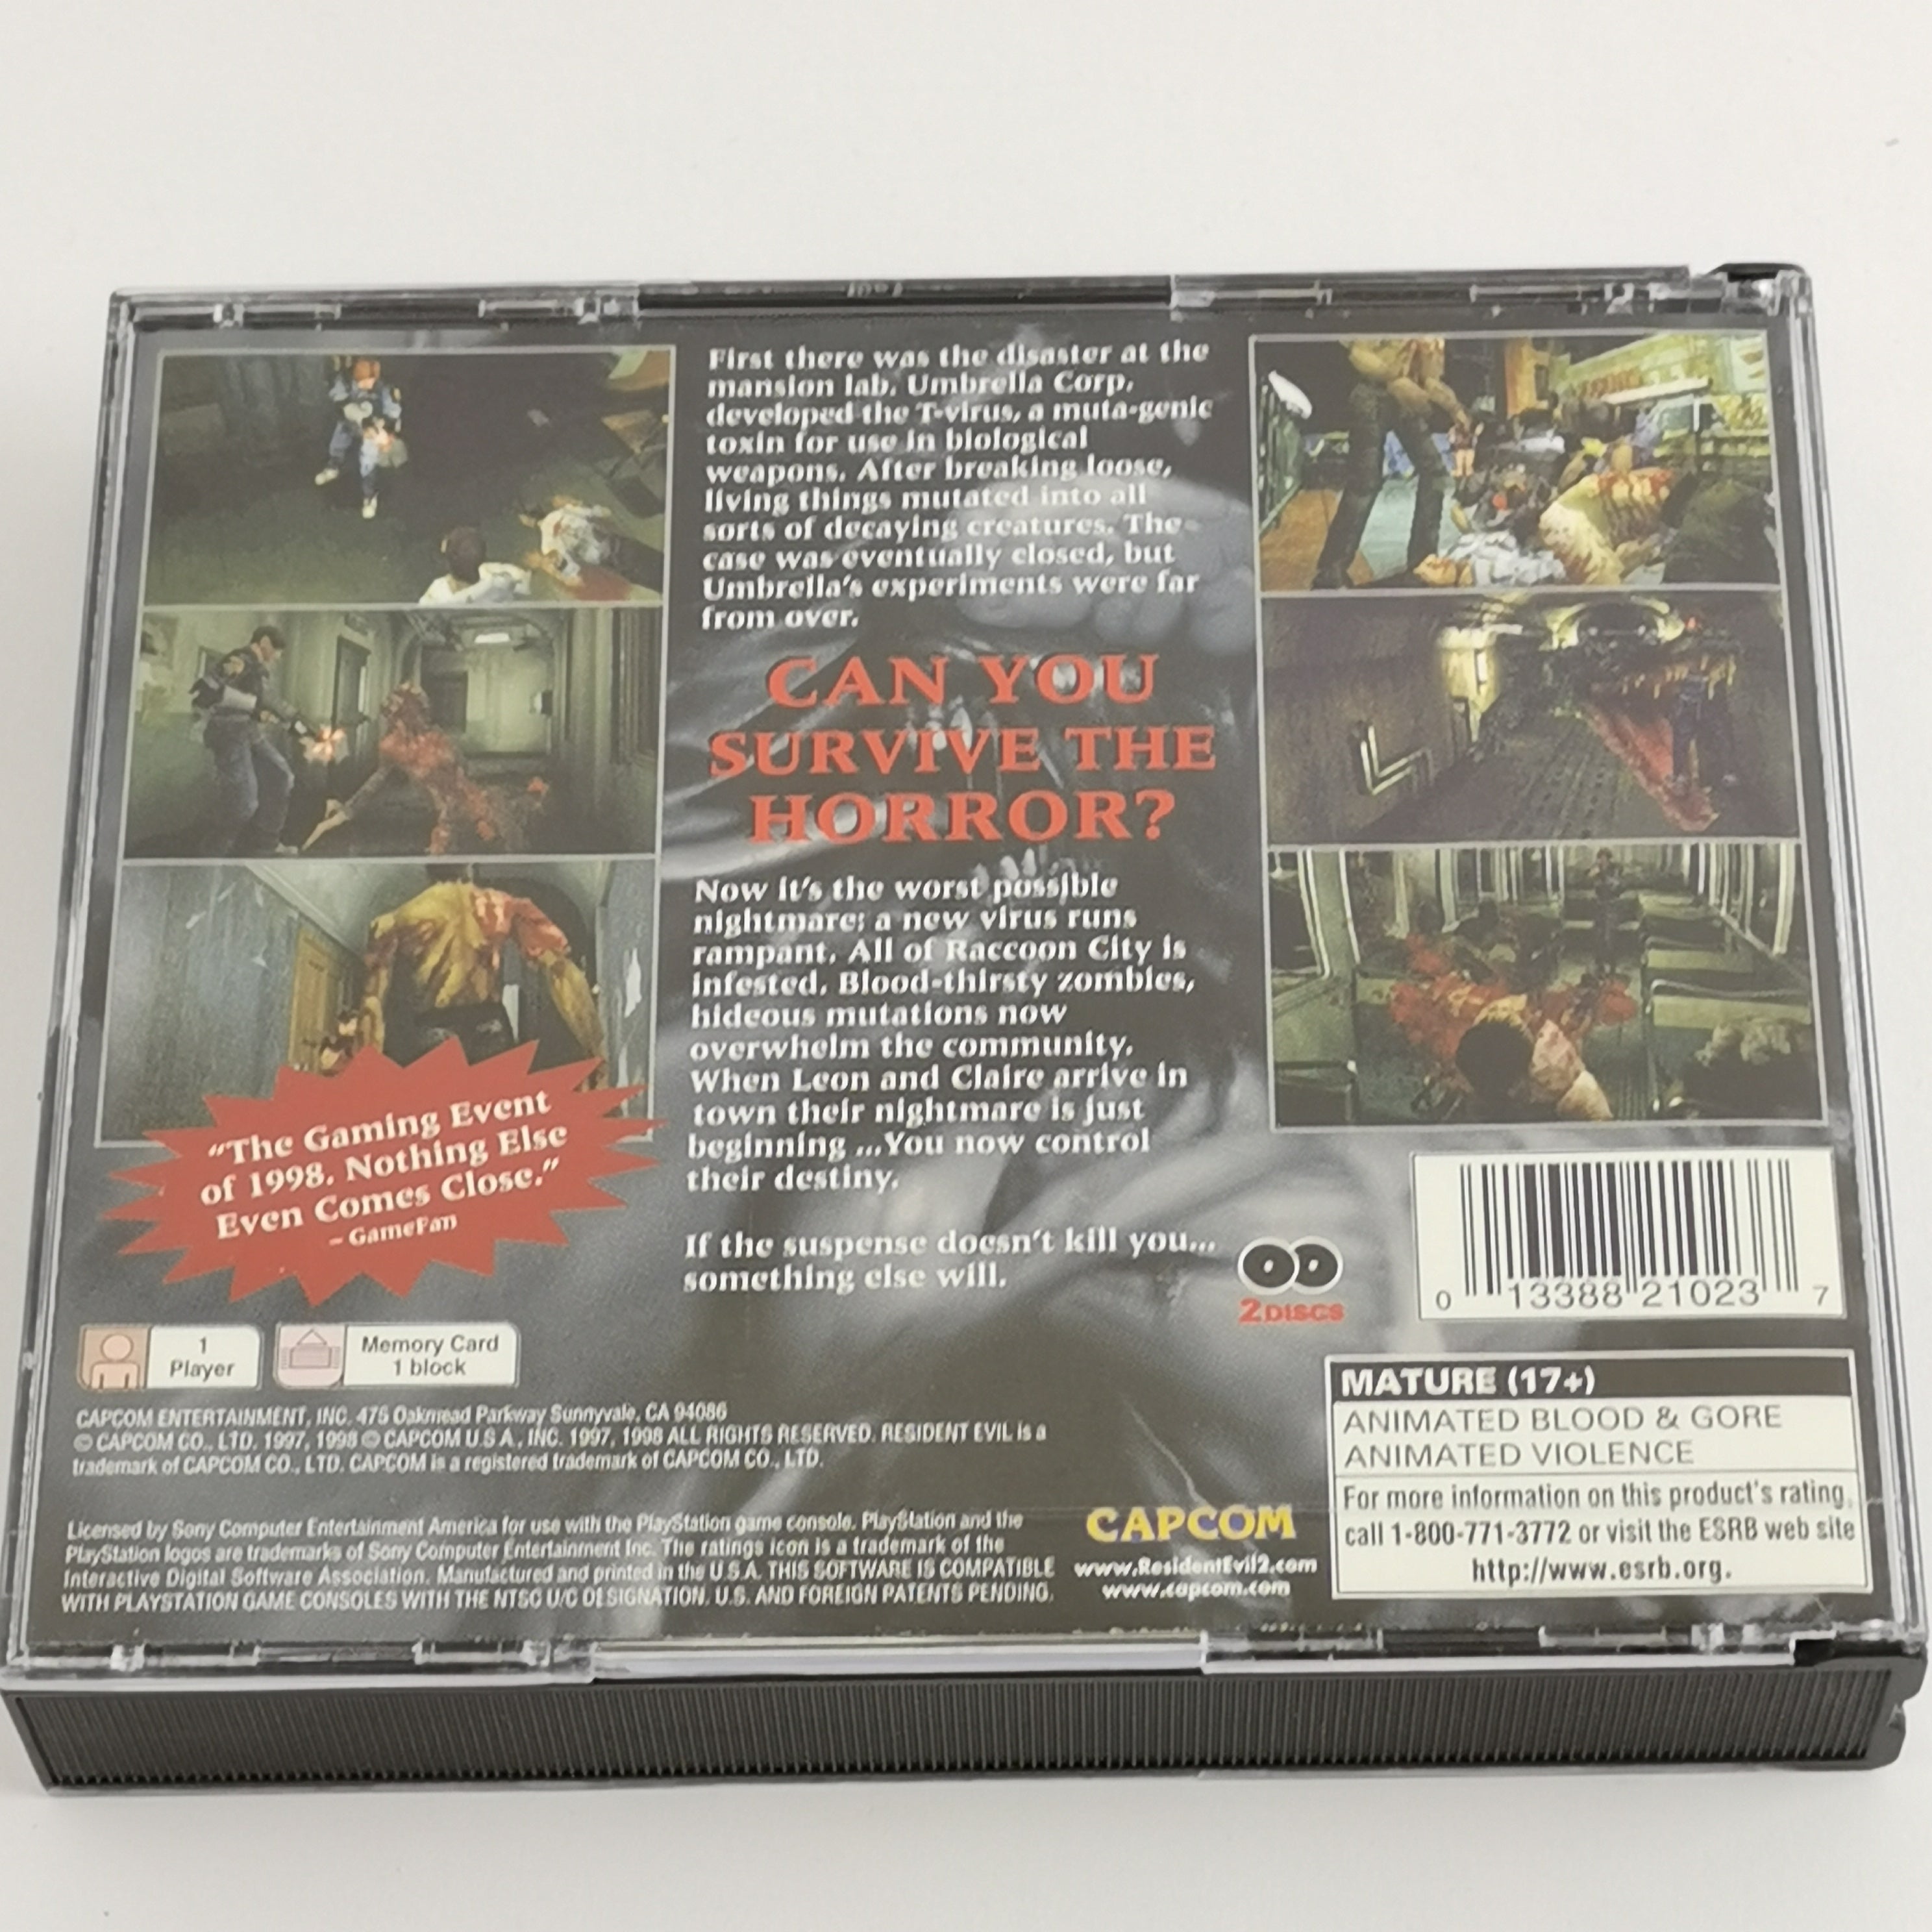 First there was the disaster at the
mansion lab. Umbrella Corp.
developed the T-virus, a muta-genic
toxin for use in biological
weapons. After breaking loose,
living things mutated into all
sorts of decaying creatures. The
case was eventually closed, but
Umbrella's experiments were far
from over.
CAN YOU
SURVIVE THE
HORROR?
Now it's the worst possible
nightmare; a new virus runs
rampant. All of Raccoon City is
infested. Blood-thirsty zombies,
hideous mutations now
overwhelm the community.
When Leon and Claire arrive in
town their nightmare is just
beginning ...You now control
their destiny.
If the suspense doesn't kill you...
something else will.
"The Gaming Event
of 1998. Nothing Else
Even Comes Close."
- GameFan
2 DISCS
0 13388 21023 7
1
Player
Memory Card
1 block
CAPCOM ENTERTAINMENT, INC. 475 Oakmead Parkway Sunnyvale, CA 94086
© CAPCOM CO., LTD. 1997, 1998 © CAPCOM U.S.A., INC. 1997, 1998 ALL RIGHTS RESERVED. RESIDENT EVIL is a
trademark of CAPCOM CO., LTD. CAPCOM is a registered trademark of CAPCOM CO., LTD.
Licensed by Sony Computer Entertainment America for use with the PlayStation game console. PlayStation and the
PlayStation logos are trademarks of Sony Computer Entertainment Inc. The ratings icon is a trademark of the
Interactive Digital Software Association. Manufactured and printed in the U.S.A. THIS SOFTWARE IS COMPATIBLE
WITH PLAYSTATION GAME CONSOLES WITH THE NTSC U/C DESIGNATION. U.S. AND FOREIGN PATENTS PENDING.
CAPCOM
www.ResidentEvil2.com
www.capcom.com
MATURE (17+)
ANIMATED BLOOD & GORE
ANIMATED VIOLENCE
For more information on this product's rating,
call 1-800-771-3772 or visit the ESRB web site
http://www.esrb.org.